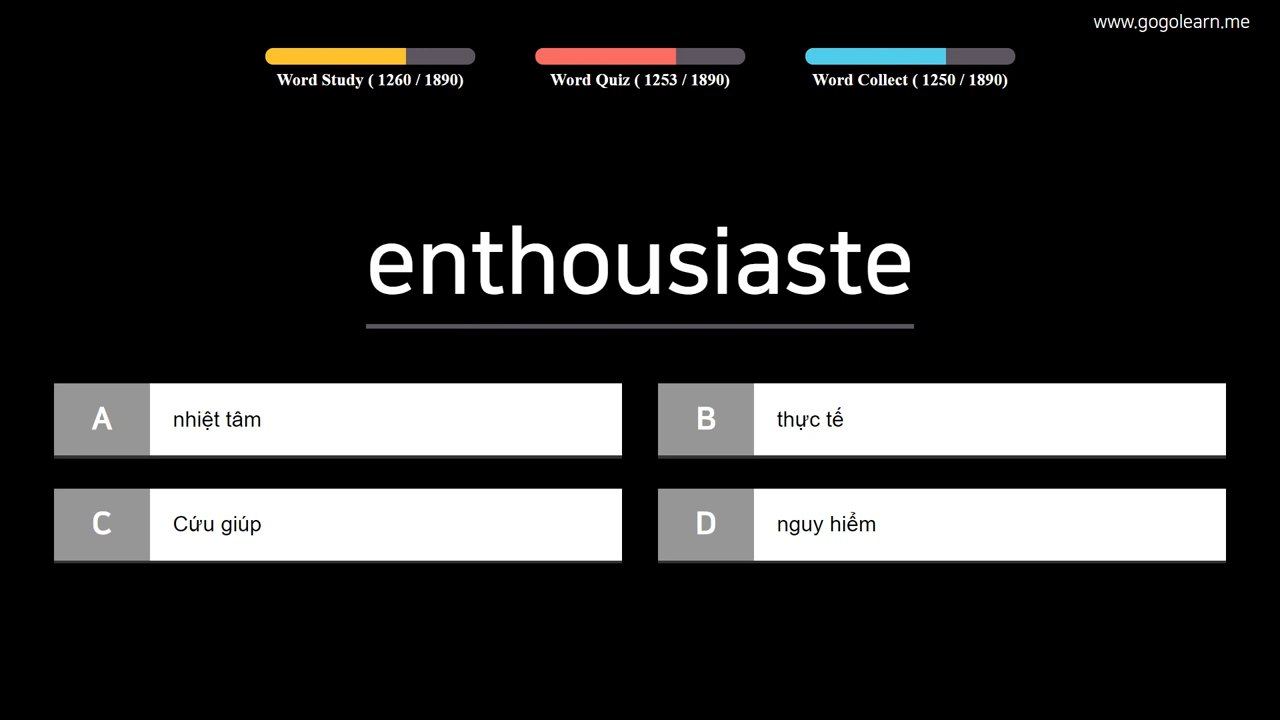 www.gogolearn.me
Word Study ( 1260 / 1890)
Word Quiz ( 1253 / 1890)
Word Collect ( 1250 / 1890)
enthousiaste
A nhiệt tâm
B thực tế
C Cứu giúp
D nguy hiểm